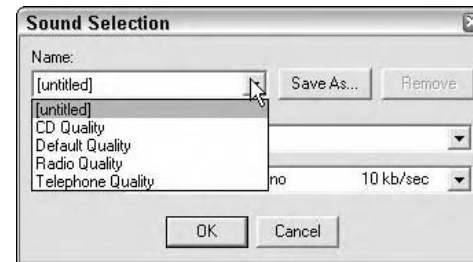 Sound Selection
Name:
[untitled] Save As... Remove
[untitled]
CD Quality
Default Quality
Radio Quality
Telephone Quality
no 10 kb/sec
OK Cancel